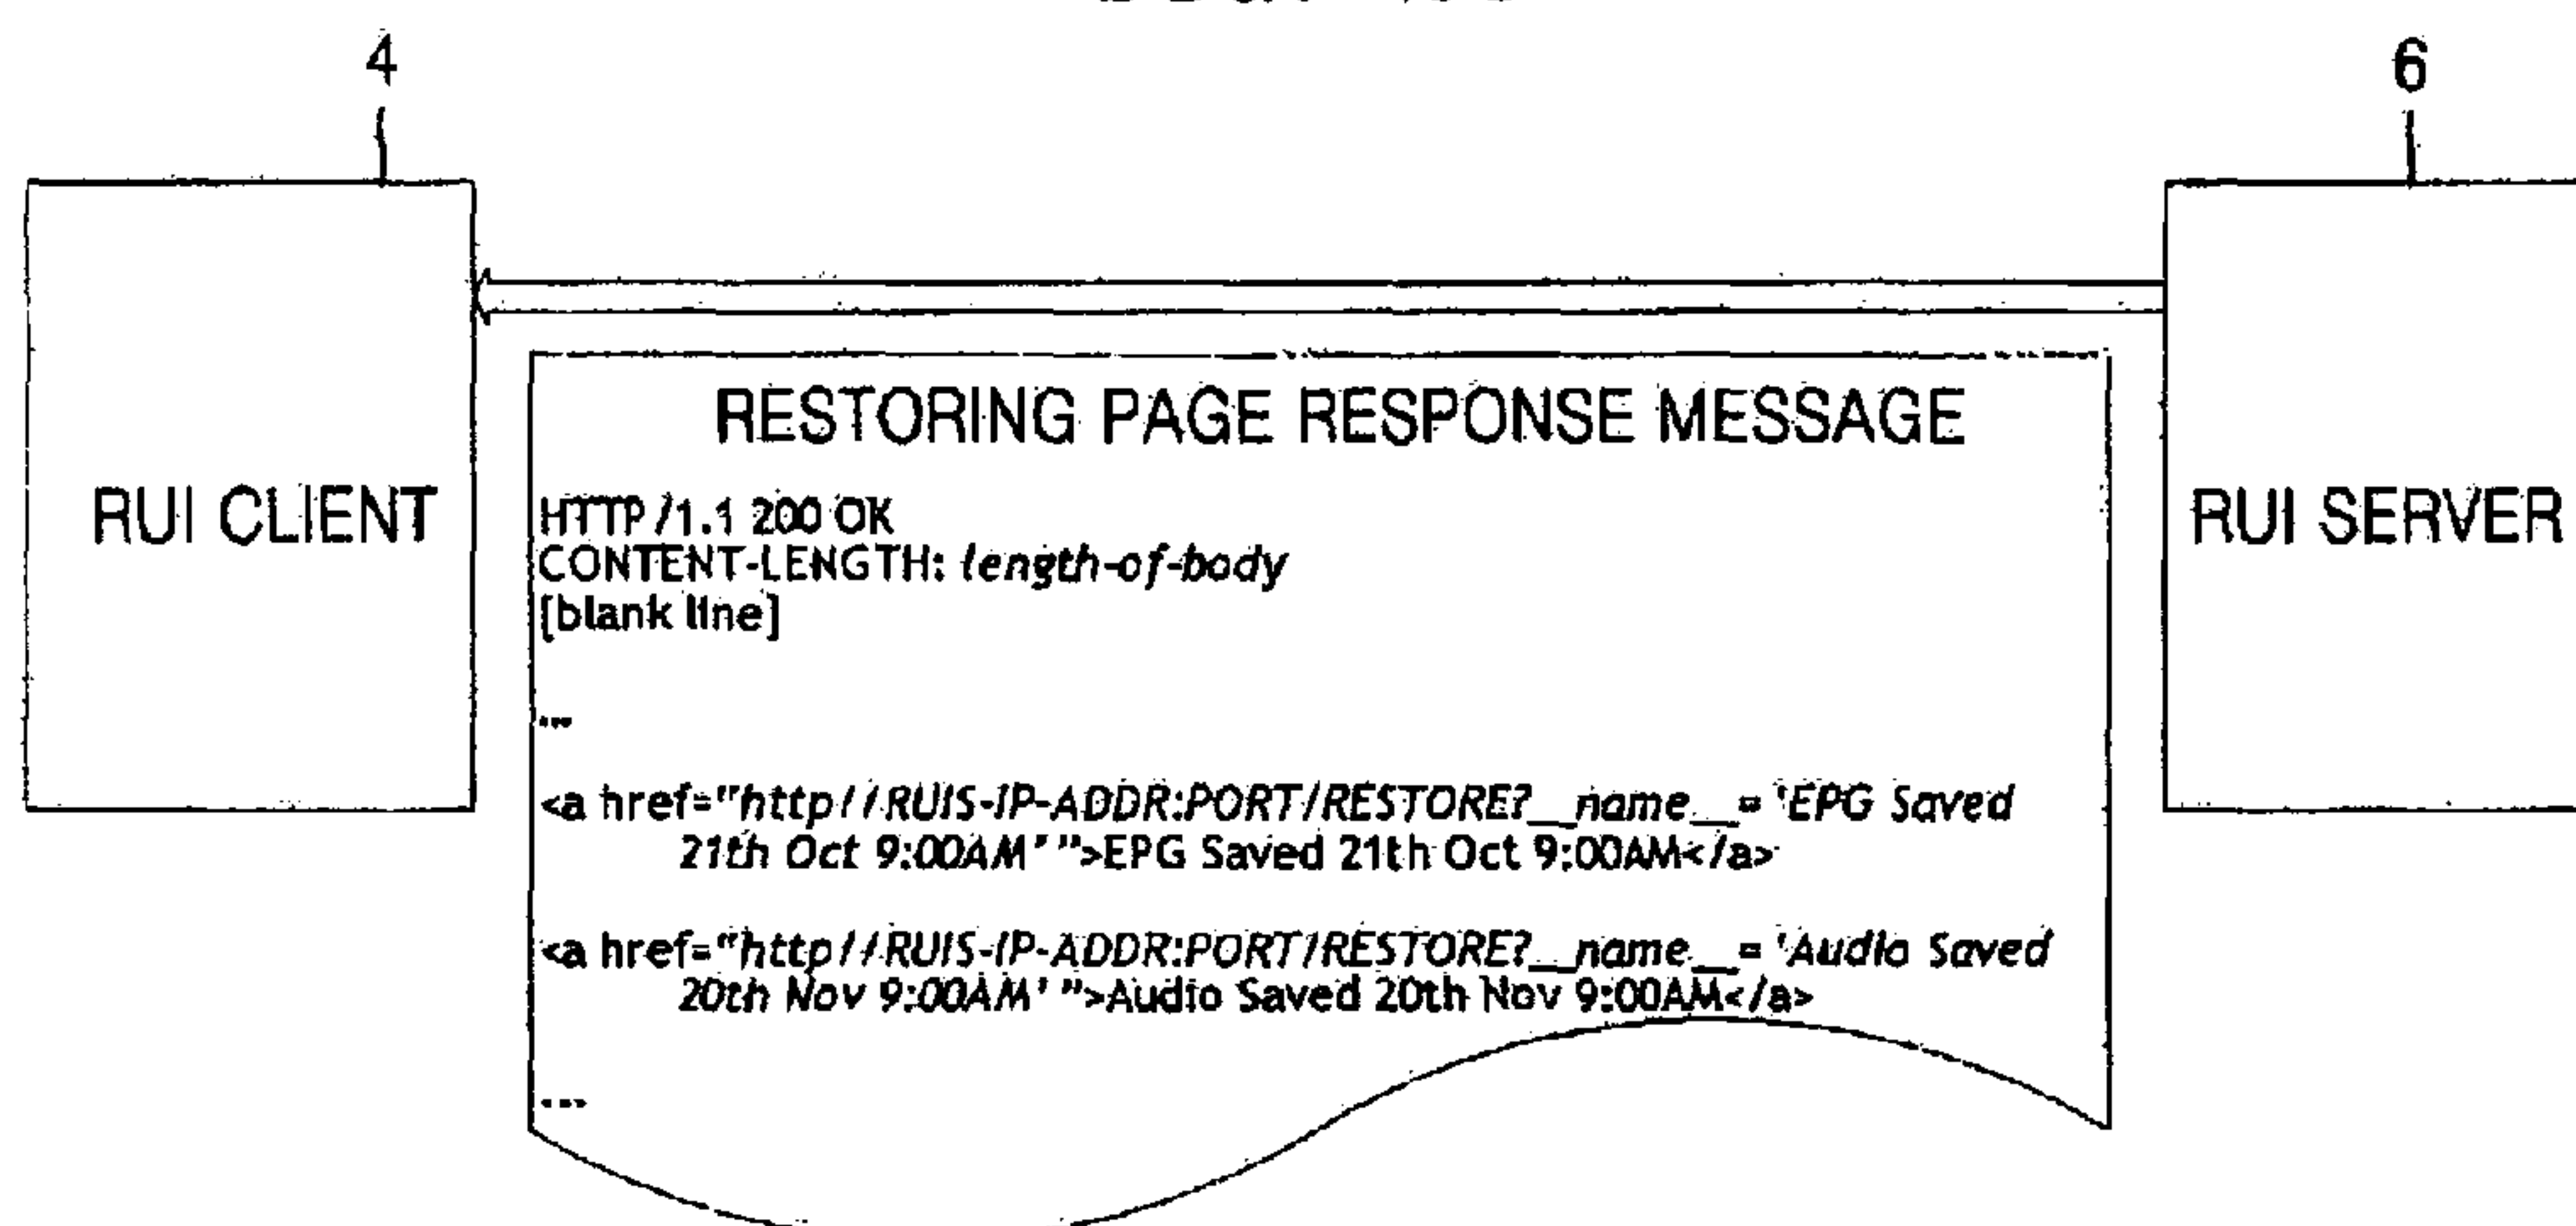 4
6
RUI CLIENT
RUI SERVER
RESTORING PAGE RESPONSE MESSAGE
HTTP/1.1 200 OK
CONTENT-LENGTH: length-of-body
[blank line]
...
<a href="http//RUIS-IP-ADDR:PORT/RESTORE?__name__= 'EPG Saved
21th Oct 9:00AM' ">EPG Saved 21th Oct 9:00AM</a>
<a href="http//RUIS-IP-ADDR:PORT/RESTORE?__name__= 'Audio Saved
20th Nov 9:00AM' ">Audio Saved 20th Nov 9:00AM</a>
...